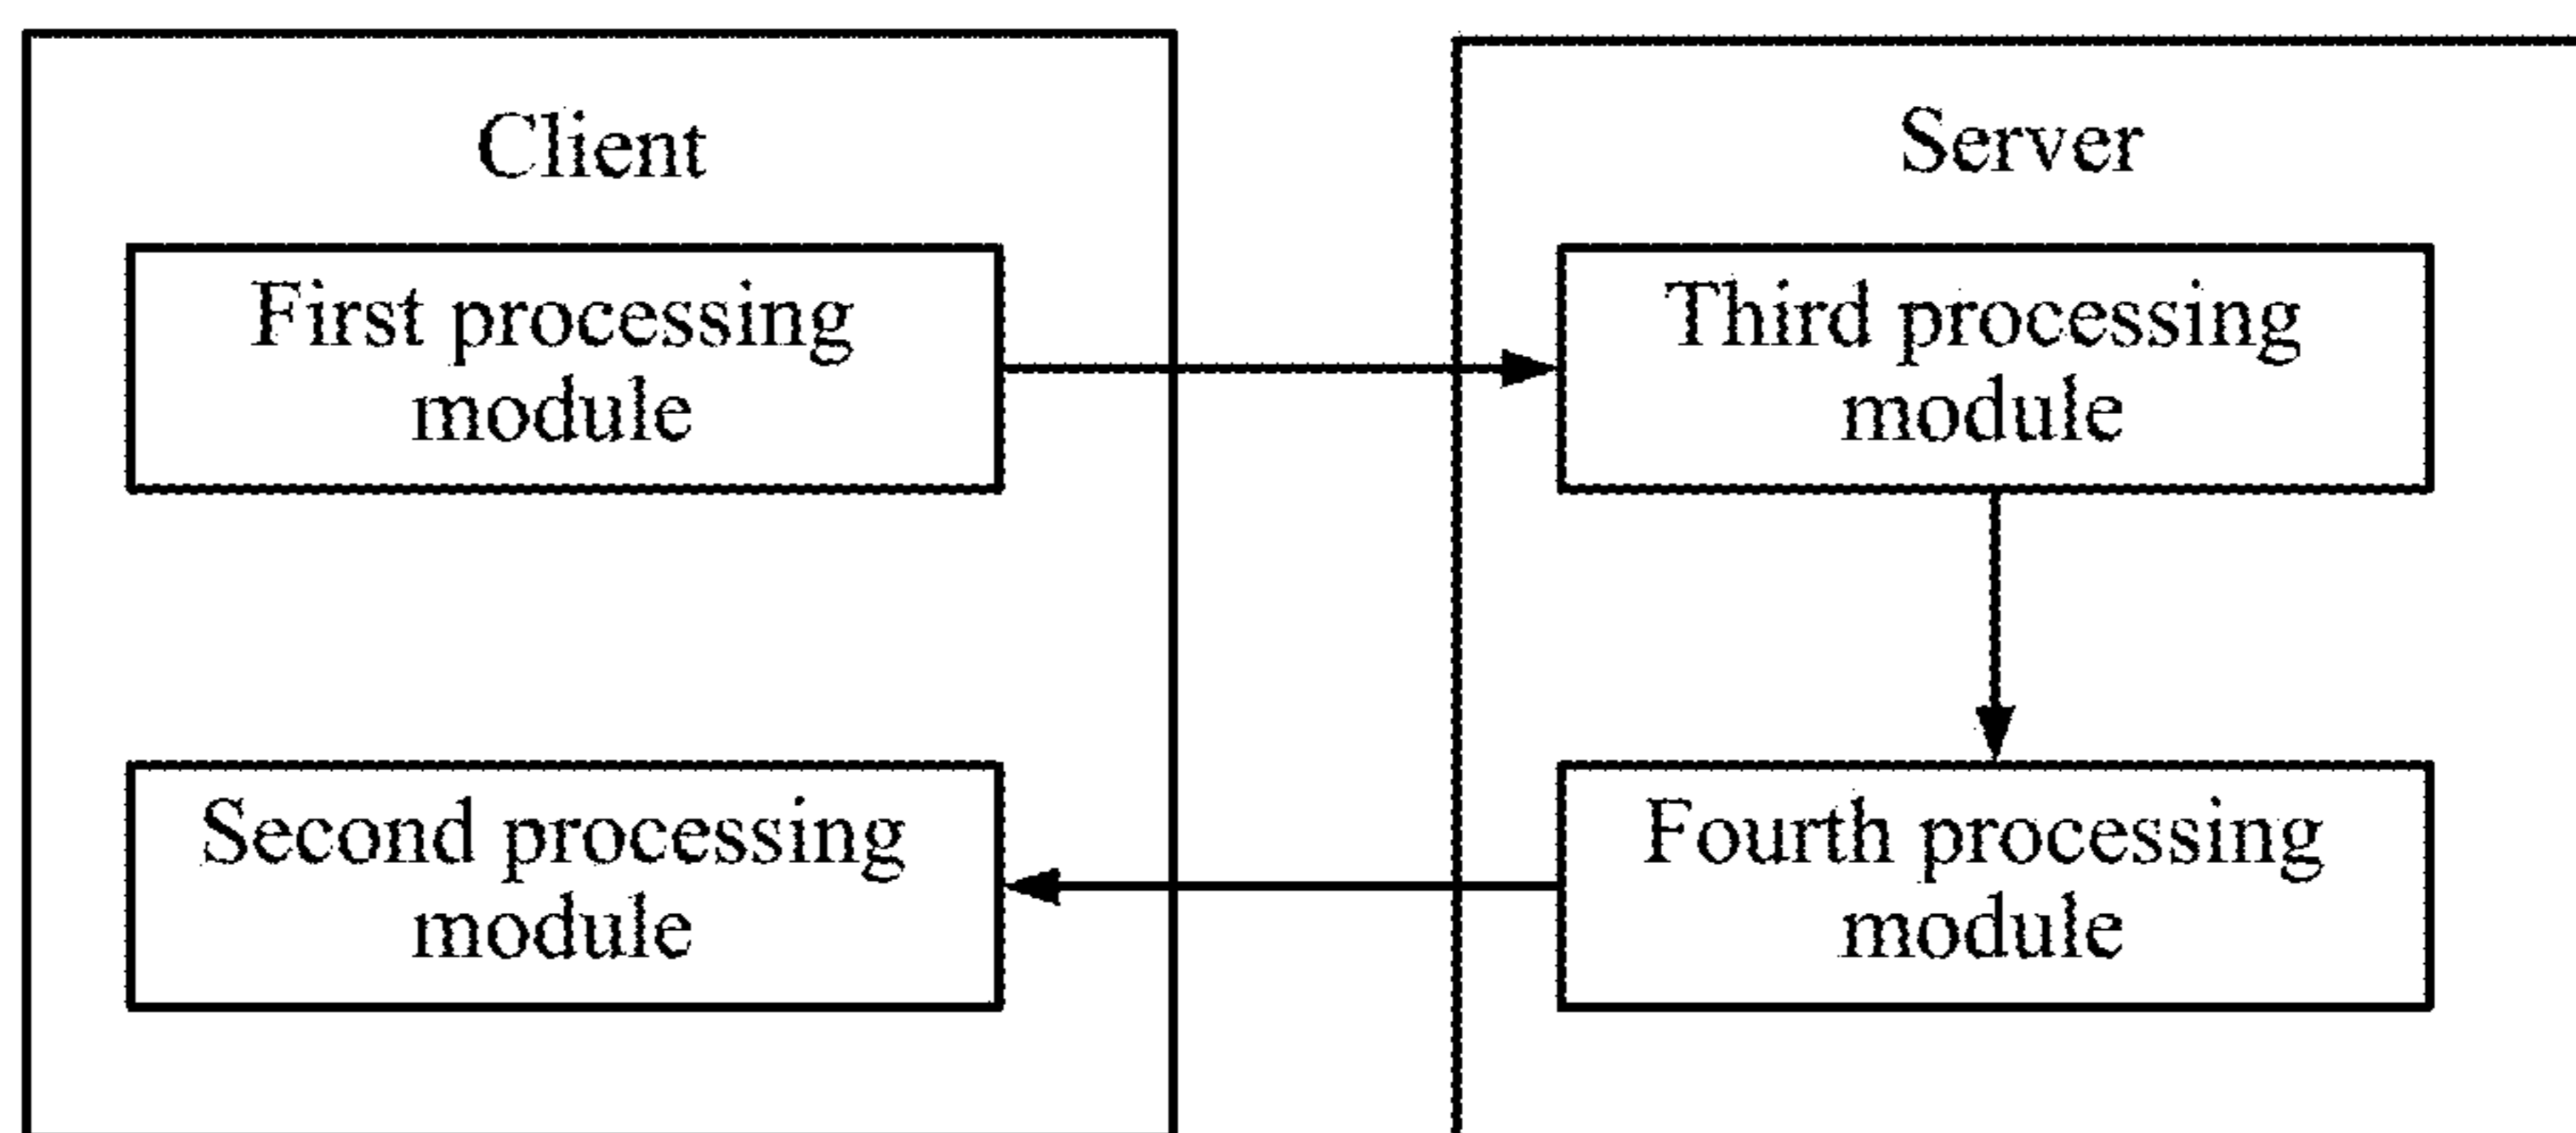 Client
First processing
module
Second processing
module
Server
Third processing
module
Fourth processing
module